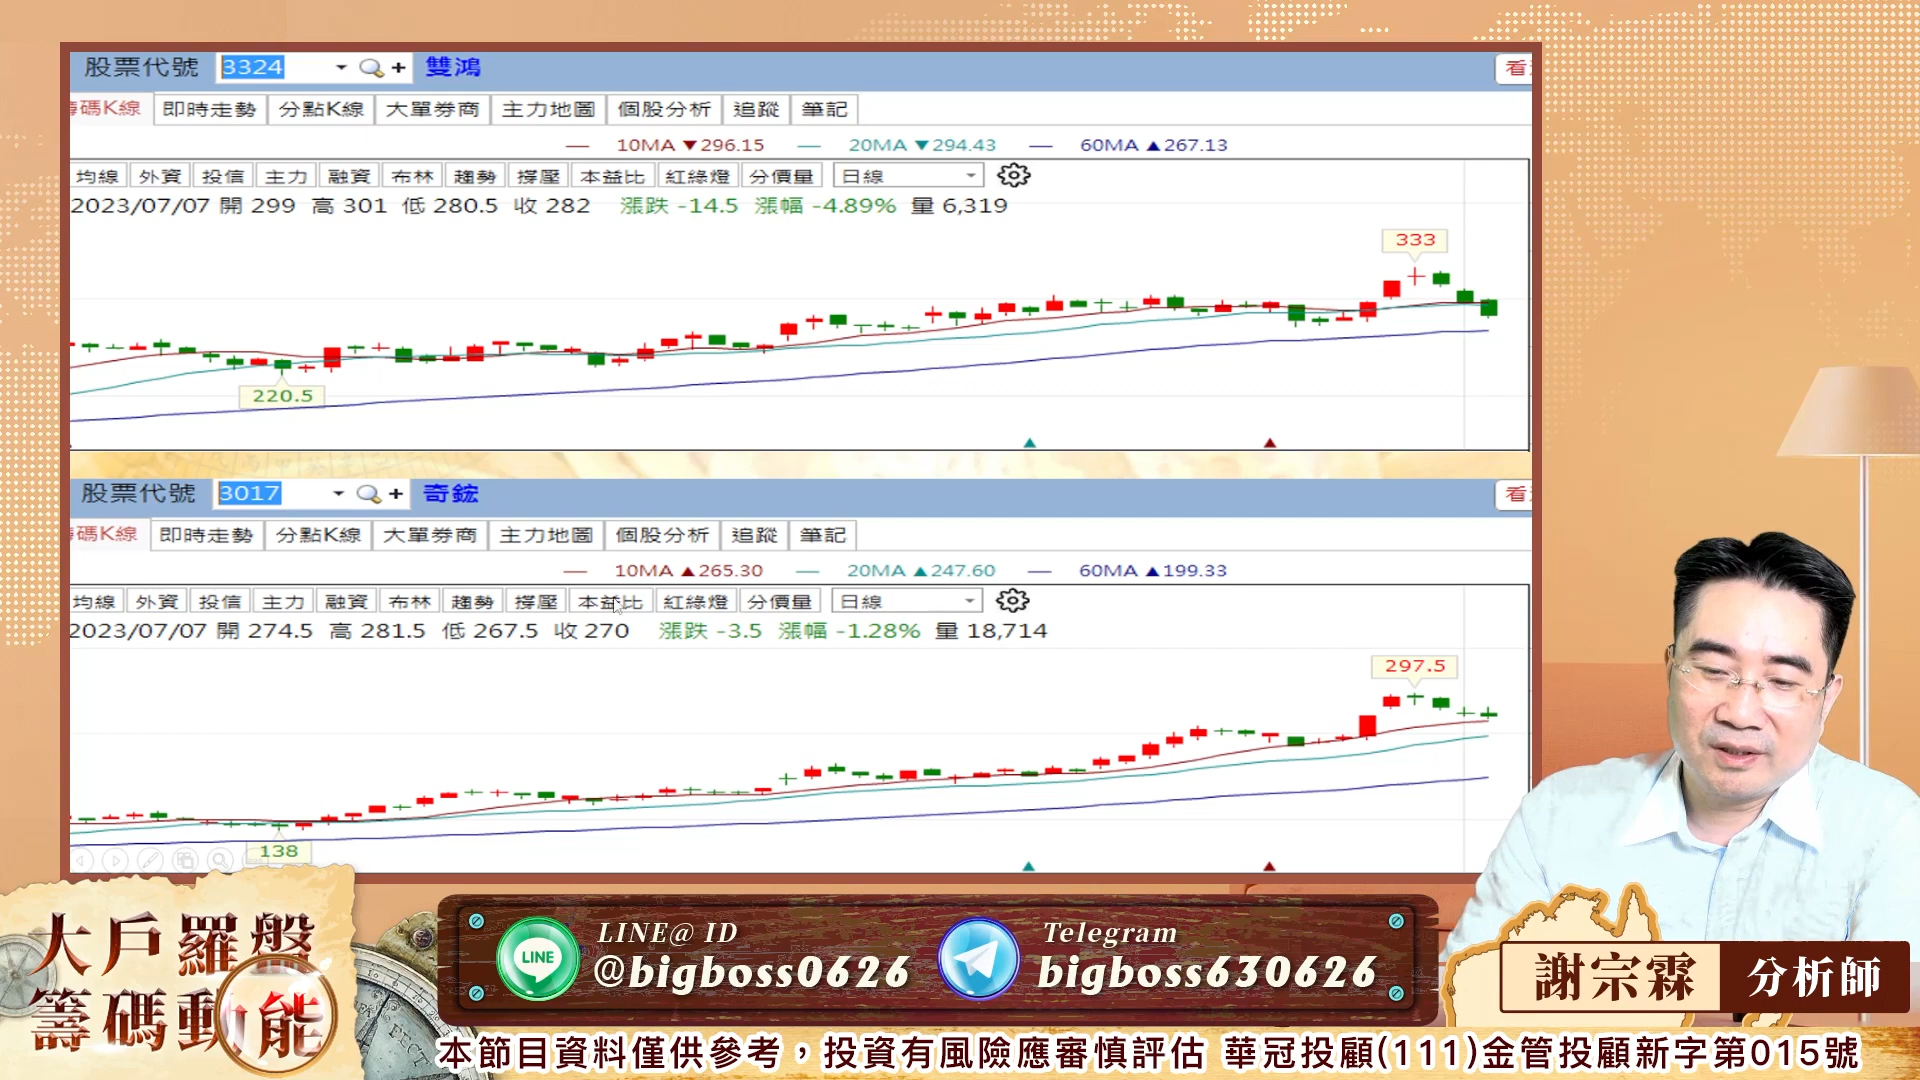 股票代號 3324 雙鴻 看
籌碼K線 即時走勢 分點K線 大單券商 主力地圖 個股分析 追蹤 筆記
10MA ▼296.15 20MA ▼294.43 60MA ▲267.13
均線 外資 投信 主力 融資 布林 趨勢 撐壓 本益比 紅綠燈 分價量 日線
2023/07/07 開 299 高 301 低 280.5 收 282 漲跌 -14.5 漲幅 -4.89% 量 6,319
333
220.5
股票代號 3017 奇鋐 看
碼K線 即時走勢 分點K線 大單券商 主力地圖 個股分析 追蹤 筆記
10MA ▲265.30 20MA ▲247.60 60MA ▲199.33
均線 外資 投信 主力 融資 布林 趨勢 撐壓 本益比 紅綠燈 分價量 日線
2023/07/07 開 274.5 高 281.5 低 267.5 收 270 漲跌 -3.5 漲幅 -1.28% 量 18,714
297.5
138
大戶羅盤
籌碼動能
LINE
LINE@ ID
@bigboss0626
Telegram
bigboss630626
謝宗霖 分析師
本節目資料僅供參考，投資有風險應審慎評估 華冠投顧(111)金管投顧新字第015號